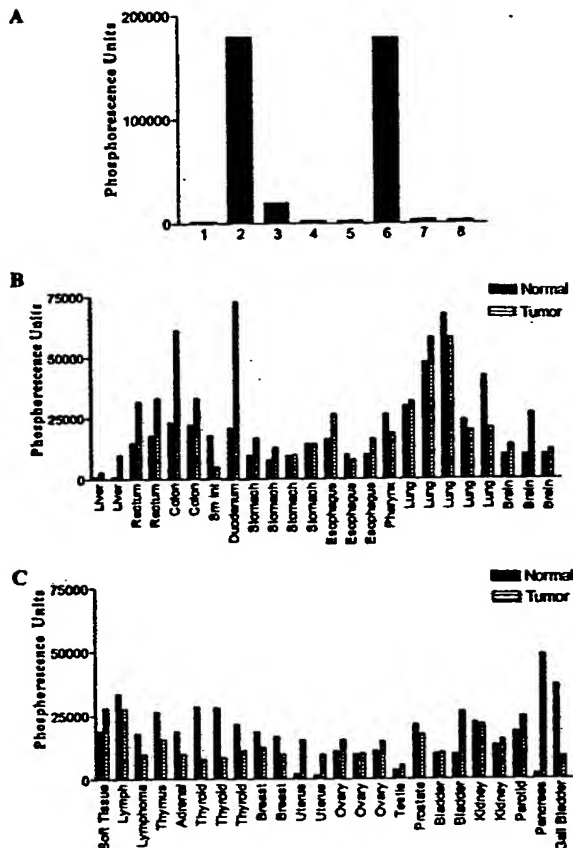 A
Phosphorescence Units
200000
100000
0
1 2 3 4 5 6 7 8
B
Phosphorescence Units
75000
50000
25000
0
Normal
Tumor
Liver
Liver
Rectum
Rectum
Colon
Colon
Sm Int
Duodenum
Stomach
Stomach
Stomach
Stomach
Esophagus
Esophagus
Esophagus
Pharynx
Lung
Lung
Lung
Lung
Lung
Brain
Brain
Brain
C
Phosphorescence Units
75000
50000
25000
0
Normal
Tumor
Soft Tissue
Lymph
Lymphoma
Thymus
Adrenal
Thyroid
Thyroid
Thyroid
Breast
Breast
Uterus
Uterus
Ovary
Ovary
Ovary
Testie
Prostate
Bladder
Bladder
Kidney
Kidney
Parotid
Pancreas
Gall Bladder